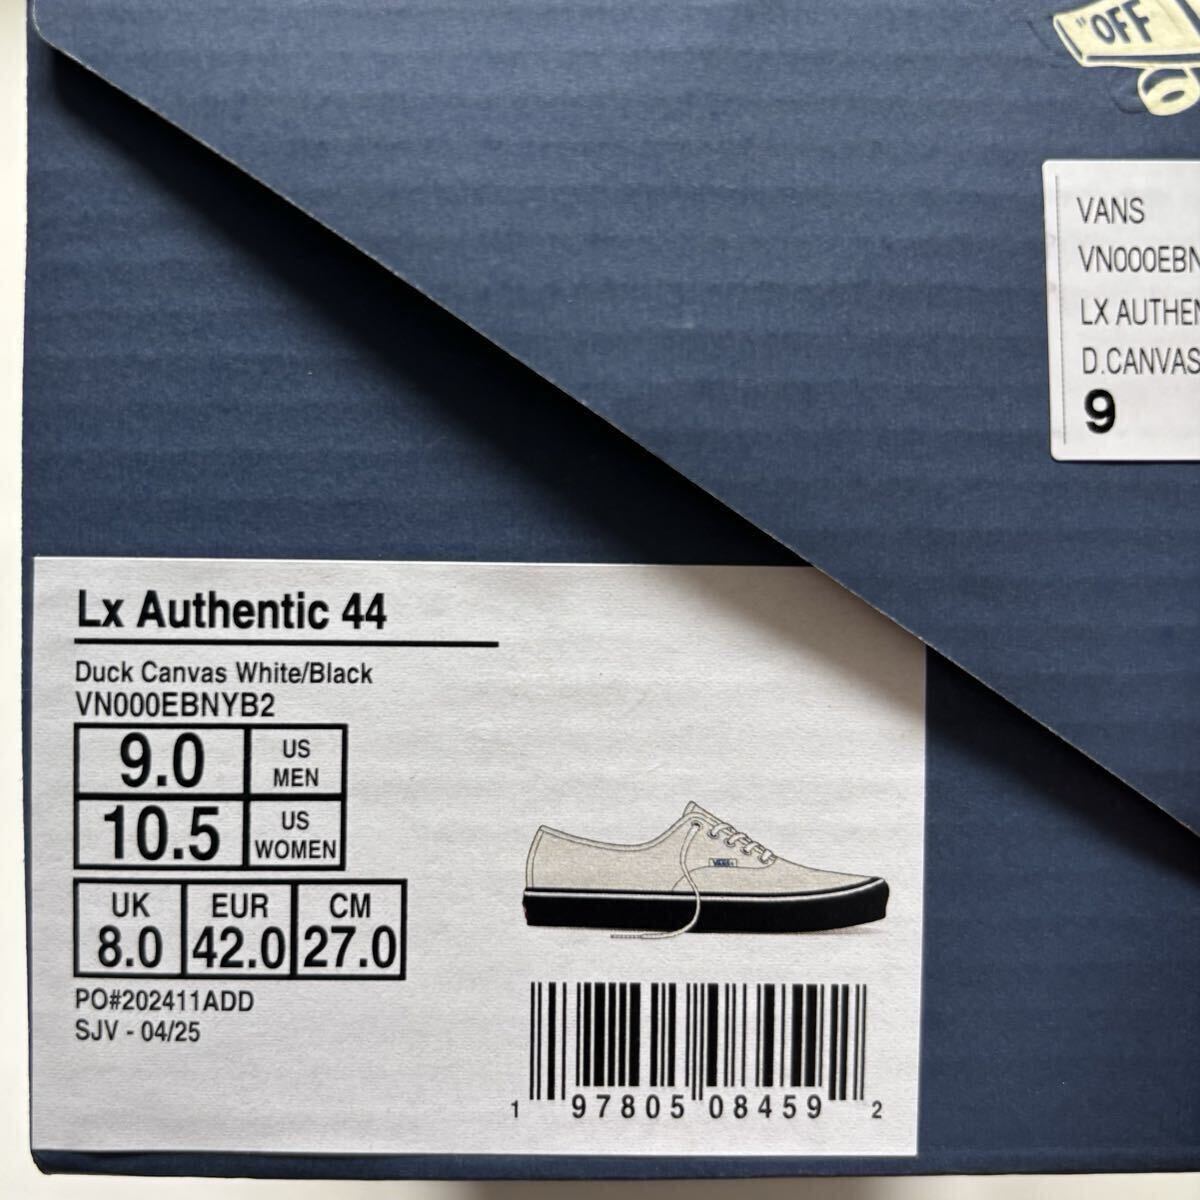 "OFF
VANS
VN000EBN
LX AUTHEN
D.CANVAS
9
Lx Authentic 44
Duck Canvas White/Black
VN000EBNYB2
9.0 US MEN
10.5 US WOMEN
UK 8.0
EUR 42.0
CM 27.0
PO#202411ADD
SJV - 04/25
VANS
1 97805 08459 2